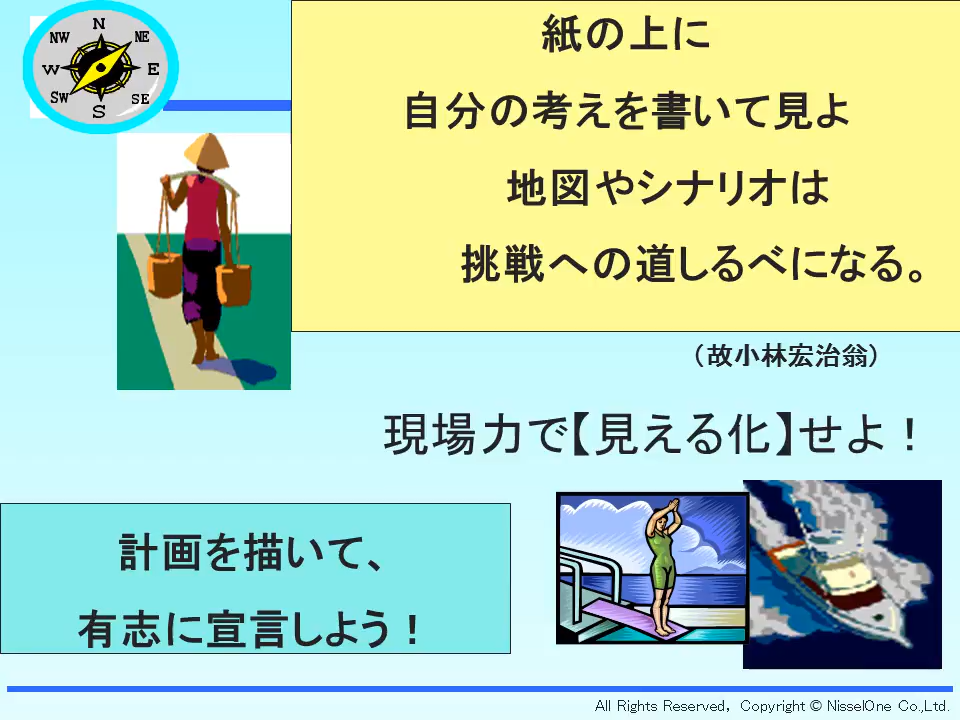 N
NW NE
W E
SW SE
S
紙の上に
自分の考えを書いて見よ
地図やシナリオは
挑戦への道しるべになる。
（故小林宏治翁）
現場力で【見える化】せよ！
計画を描いて、
有志に宣言しよう！
All Rights Reserved, Copyright © NisselOne Co.,Ltd.